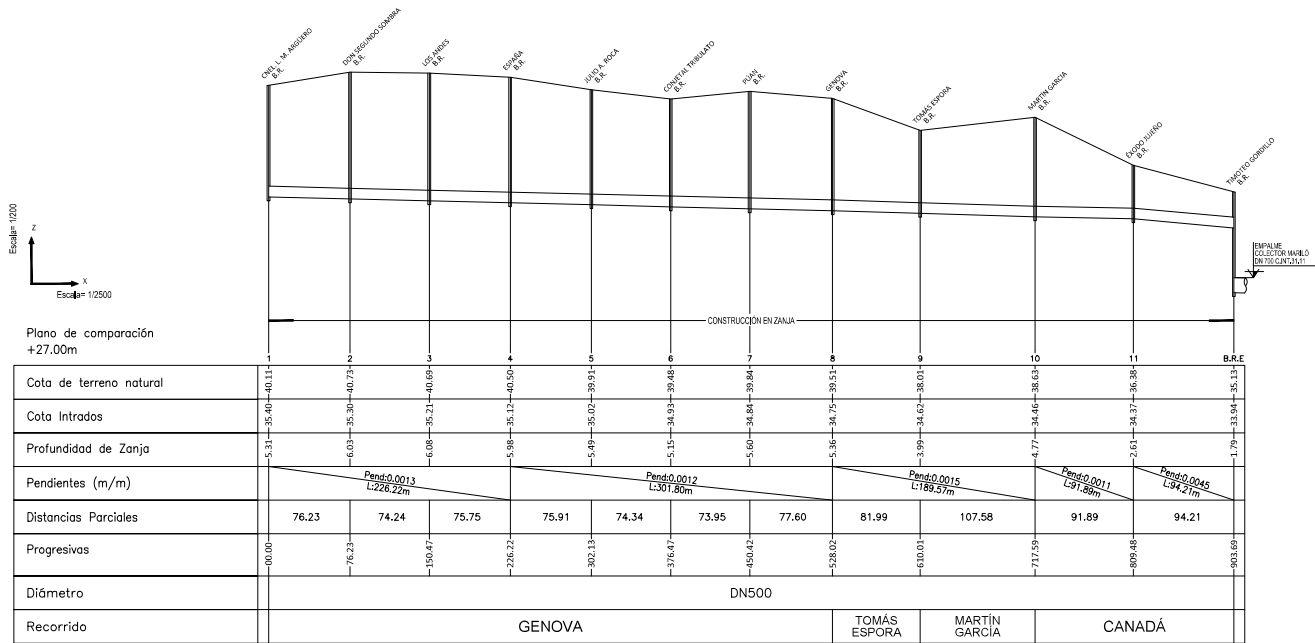 CNEL L. M. ARGÜERO
B.R.
DON SEGUNDO SOMBRA
B.R.
LOS ANDES
B.R.
ESPAÑA
B.R.
JULIO A. ROCA
B.R.
CONJETAL TRIBULATO
B.R.
PUAN
B.R.
GENOVA
B.R.
TOMÁS ESPORA
B.R.
MARTIN GARCIA
B.R.
ÉXODO JUJEÑO
B.R.
TIMOTEO GORDILLO
B.R.
Escala= 1/200
Z
X
Escala= 1/2500
EMPALME
COLECTOR MARILÓ
DN 700 C.INT.31.11
CONSTRUCCIÓN EN ZANJA
Plano de comparación
+27.00m
1 2 3 4 5 6 7 8 9 10 11 B.R.E
Cota de terreno natural 40.11 40.73 40.69 40.50 39.91 39.48 39.84 39.51 38.01 38.63 36.38 35.13
Cota Intrados 35.40 35.30 35.21 35.12 35.02 34.93 34.84 34.75 34.62 34.46 34.37 33.94
Profundidad de Zanja 5.31 6.03 6.08 5.98 5.49 5.15 5.60 5.36 3.99 4.77 2.61 1.79
Pendientes (m/m) Pend:0.0013 L:226.22m Pend:0.0012 L:301.80m Pend:0.0015 L:189.57m Pend:0.0011 L:91.89m Pend:0.0045 L:94.21m
Distancias Parciales 76.23 74.24 75.75 75.91 74.34 73.95 77.60 81.99 107.58 91.89 94.21
Progresivas 00.00 76.23 150.47 226.22 302.13 376.47 450.42 528.02 610.01 717.59 809.48 903.69
Diámetro DN500
Recorrido GENOVA TOMÁS ESPORA MARTÍN GARCÍA CANADÁ